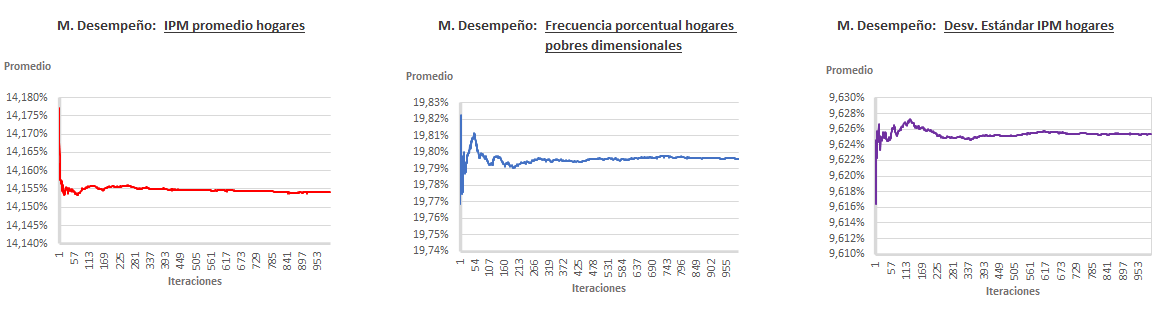 M. Desempeño: IPM promedio hogares
Promedio
14,180%
14,175%
14,170%
14,165%
14,160%
14,155%
14,150%
14,145%
14,140%
1 57 113 169 225 281 337 393 449 505 561 617 673 729 785 841 897 953
Iteraciones
M. Desempeño: Frecuencia porcentual hogares
pobres dimensionales
Promedio
19,83%
19,81%
19,80%
19,79%
19,78%
19,77%
19,75%
19,74%
1 54 107 160 213 266 319 372 425 478 531 584 637 690 743 796 849 902 955
Iteraciones
M. Desempeño: Desv. Estándar IPM hogares
Promedio
9,630%
9,628%
9,626%
9,624%
9,622%
9,620%
9,618%
9,616%
9,614%
9,612%
9,610%
1 57 113 169 225 281 337 393 449 505 561 617 673 729 785 841 897 953
Iteraciones